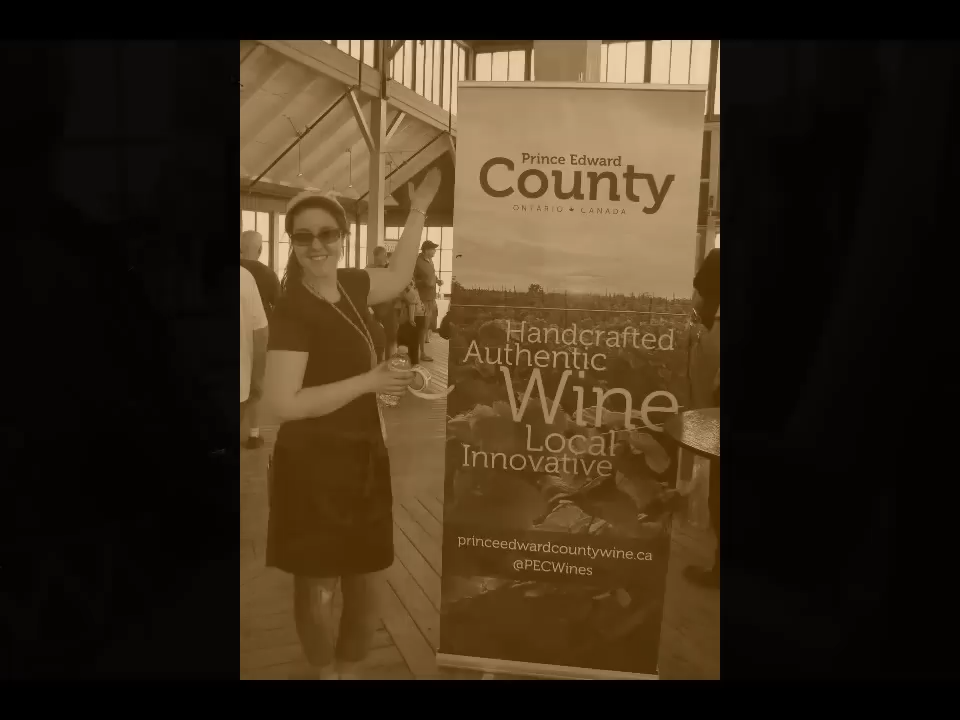 Prince Edward
County
ONTARIO CANADA
Handcrafted
Authentic
Wine
Local
Innovative
princeedwardcountywine.ca
@PECWines